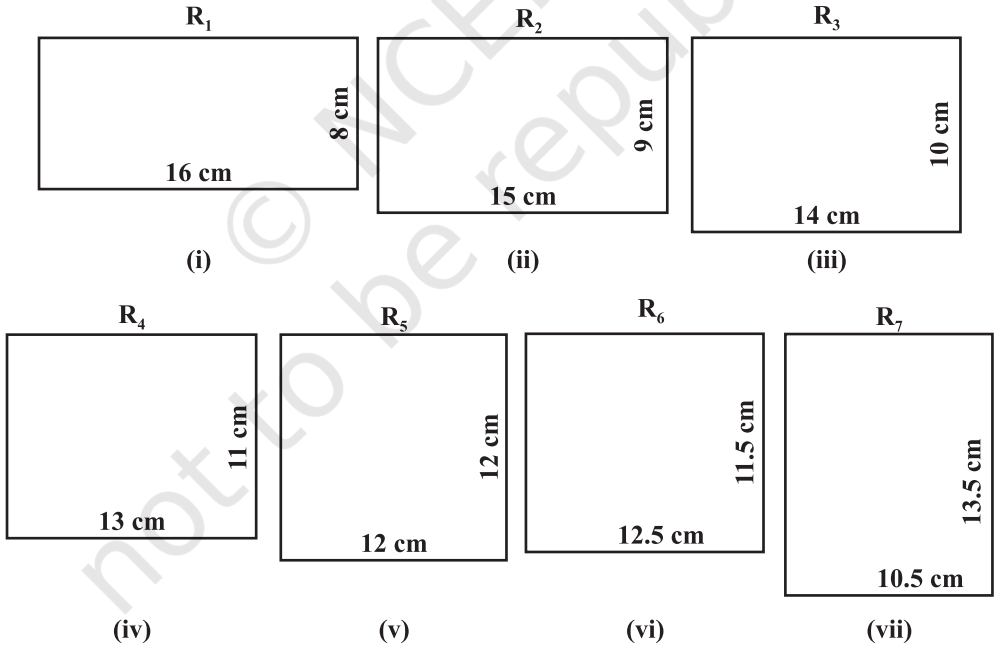 R1 R2 R3
8 cm 9 cm 10 cm
16 cm 15 cm 14 cm
(i) (ii) (iii)
R4 R5 R6 R7
11 cm 12 cm 11.5 cm 13.5 cm
13 cm 12 cm 12.5 cm 10.5 cm
(iv) (v) (vi) (vii)
© NCE
not to be repub